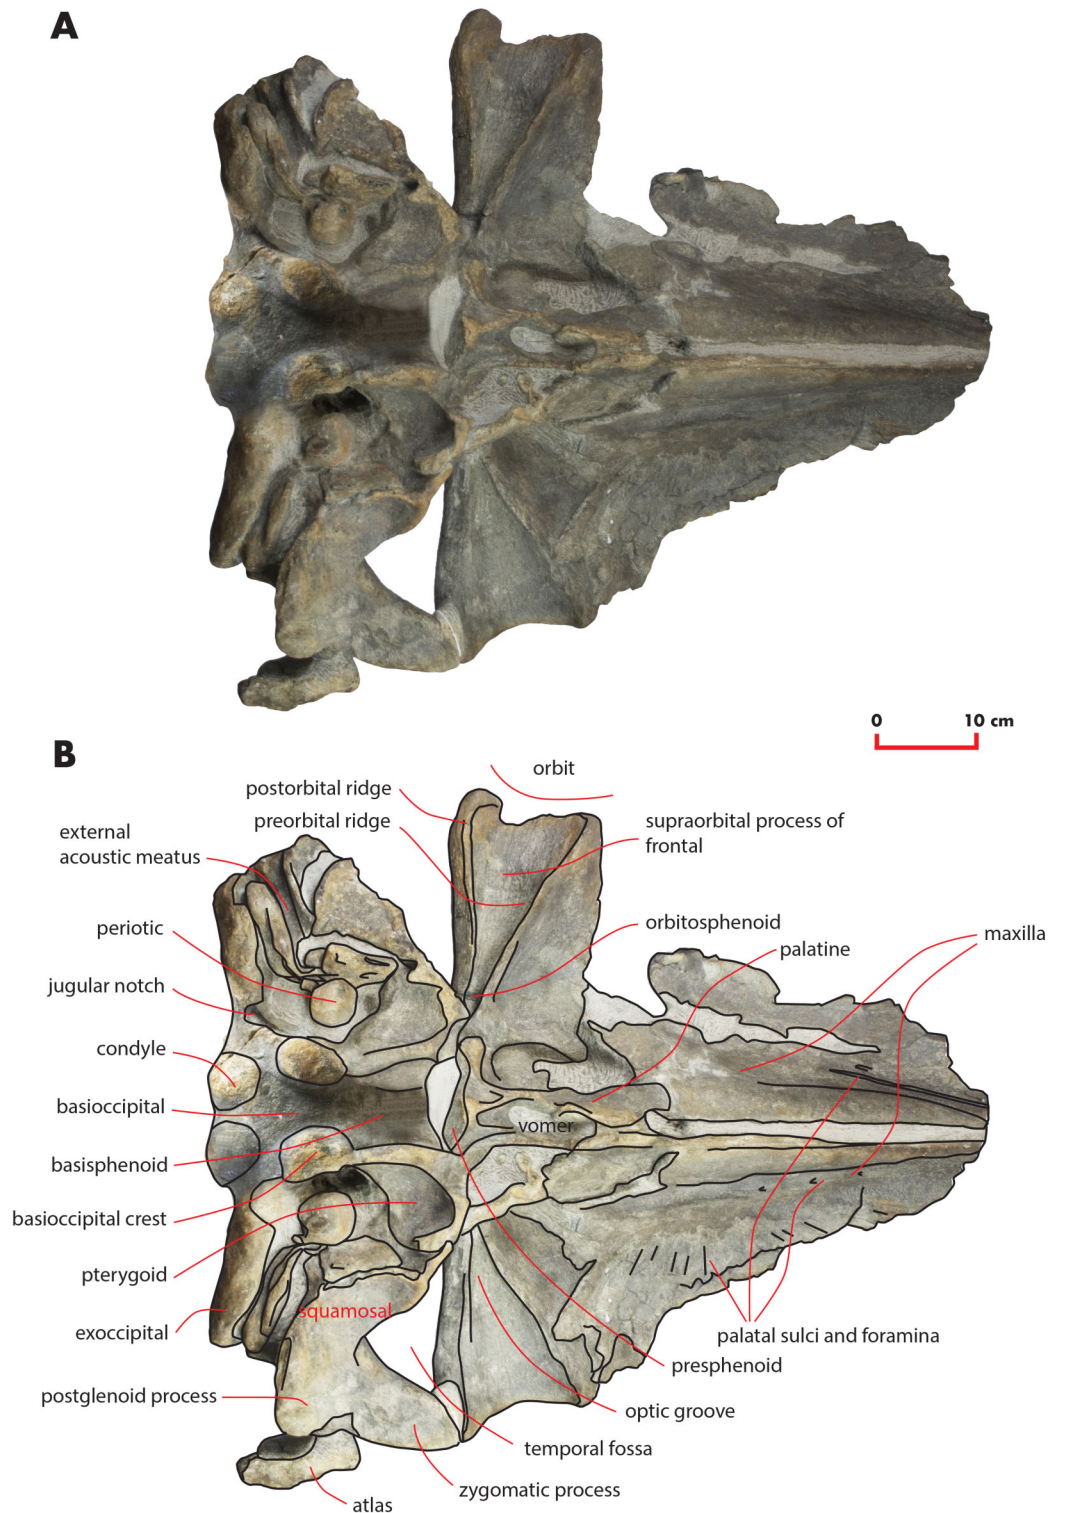 A
0 10 cm
B
orbit
postorbital ridge
preorbital ridge
supraorbital process of
frontal
external
acoustic meatus
orbitosphenoid
periotic
maxilla
palatine
jugular notch
condyle
basioccipital
vomer
basisphenoid
basioccipital crest
pterygoid
squamosal
exoccipital
palatal sulci and foramina
presphenoid
postglenoid process
optic groove
temporal fossa
zygomatic process
atlas